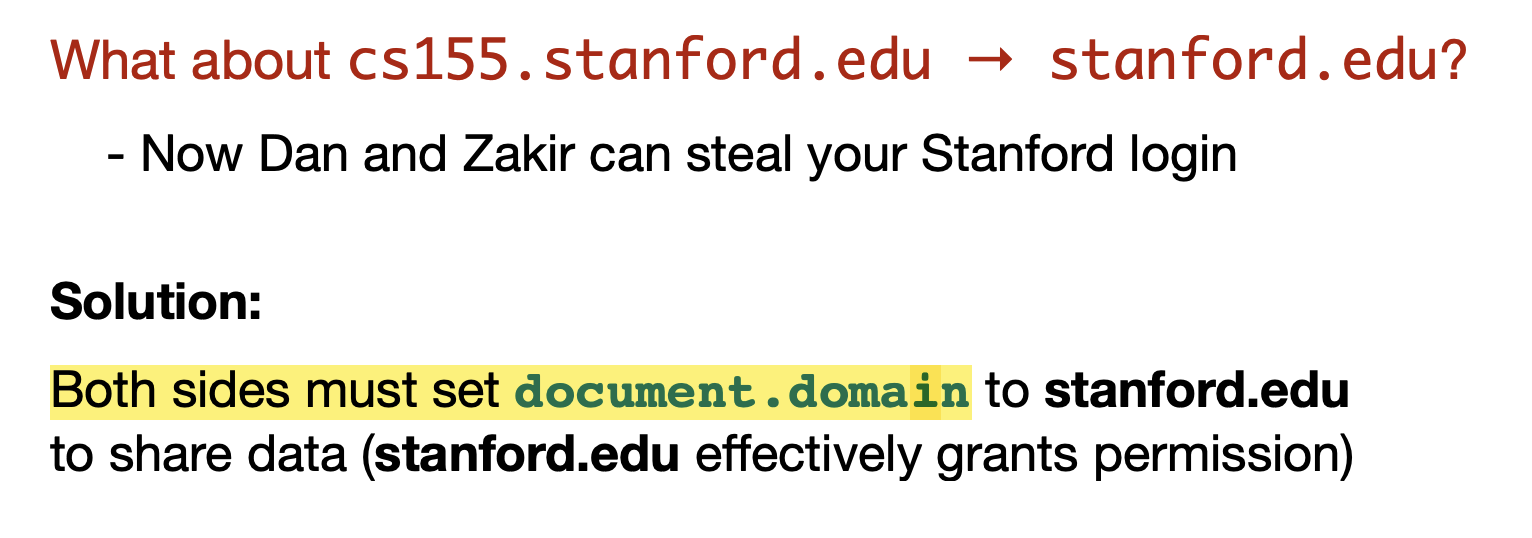 What about cs155.stanford.edu → stanford.edu?
- Now Dan and Zakir can steal your Stanford login
Solution:
Both sides must set document.domain to stanford.edu
to share data (stanford.edu effectively grants permission)